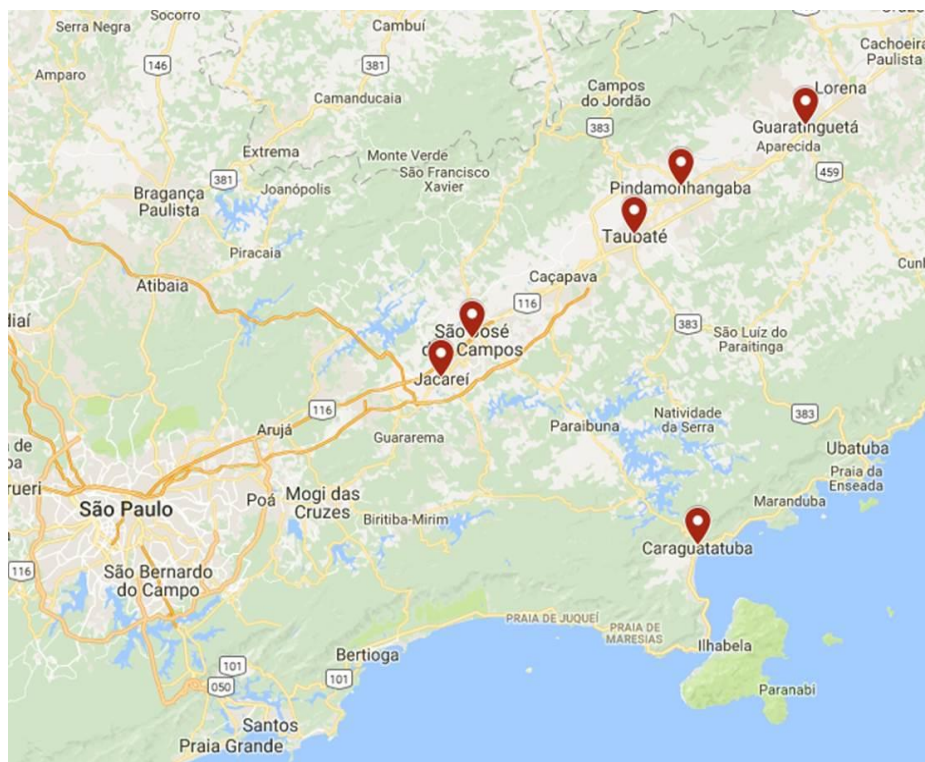 Socorro
Serra Negra
Cambuí
146
381
Cachoeira
Paulista
Amparo
Camanducaia
Campos
do Jordão
Lorena
383
Guaratinguetá
Aparecida
Extrema
Monte Verde
São Francisco
Xavier
459
381
Joanópolis
Bragança
Paulista
Pindamonhangaba
Taubaté
Piracaia
Caçapava
Atibaia
116
383
São Luíz do
Paraitinga
São José
Campos
Jacareí
116
Arujá
Guararema
Paraibuna
Natividade
da Serra
383
Ubatuba
Praia da
Enseada
Maranduba
São Paulo
Poá
Mogi das
Cruzes
Biritiba-Mirim
Caraguatatuba
116
São Bernardo
do Campo
PRAIA DE JUQUEÍ
PRAIA DE
MARESIAS
Ilhabela
Bertioga
101
101
050
Paranabi
Santos
Praia Grande